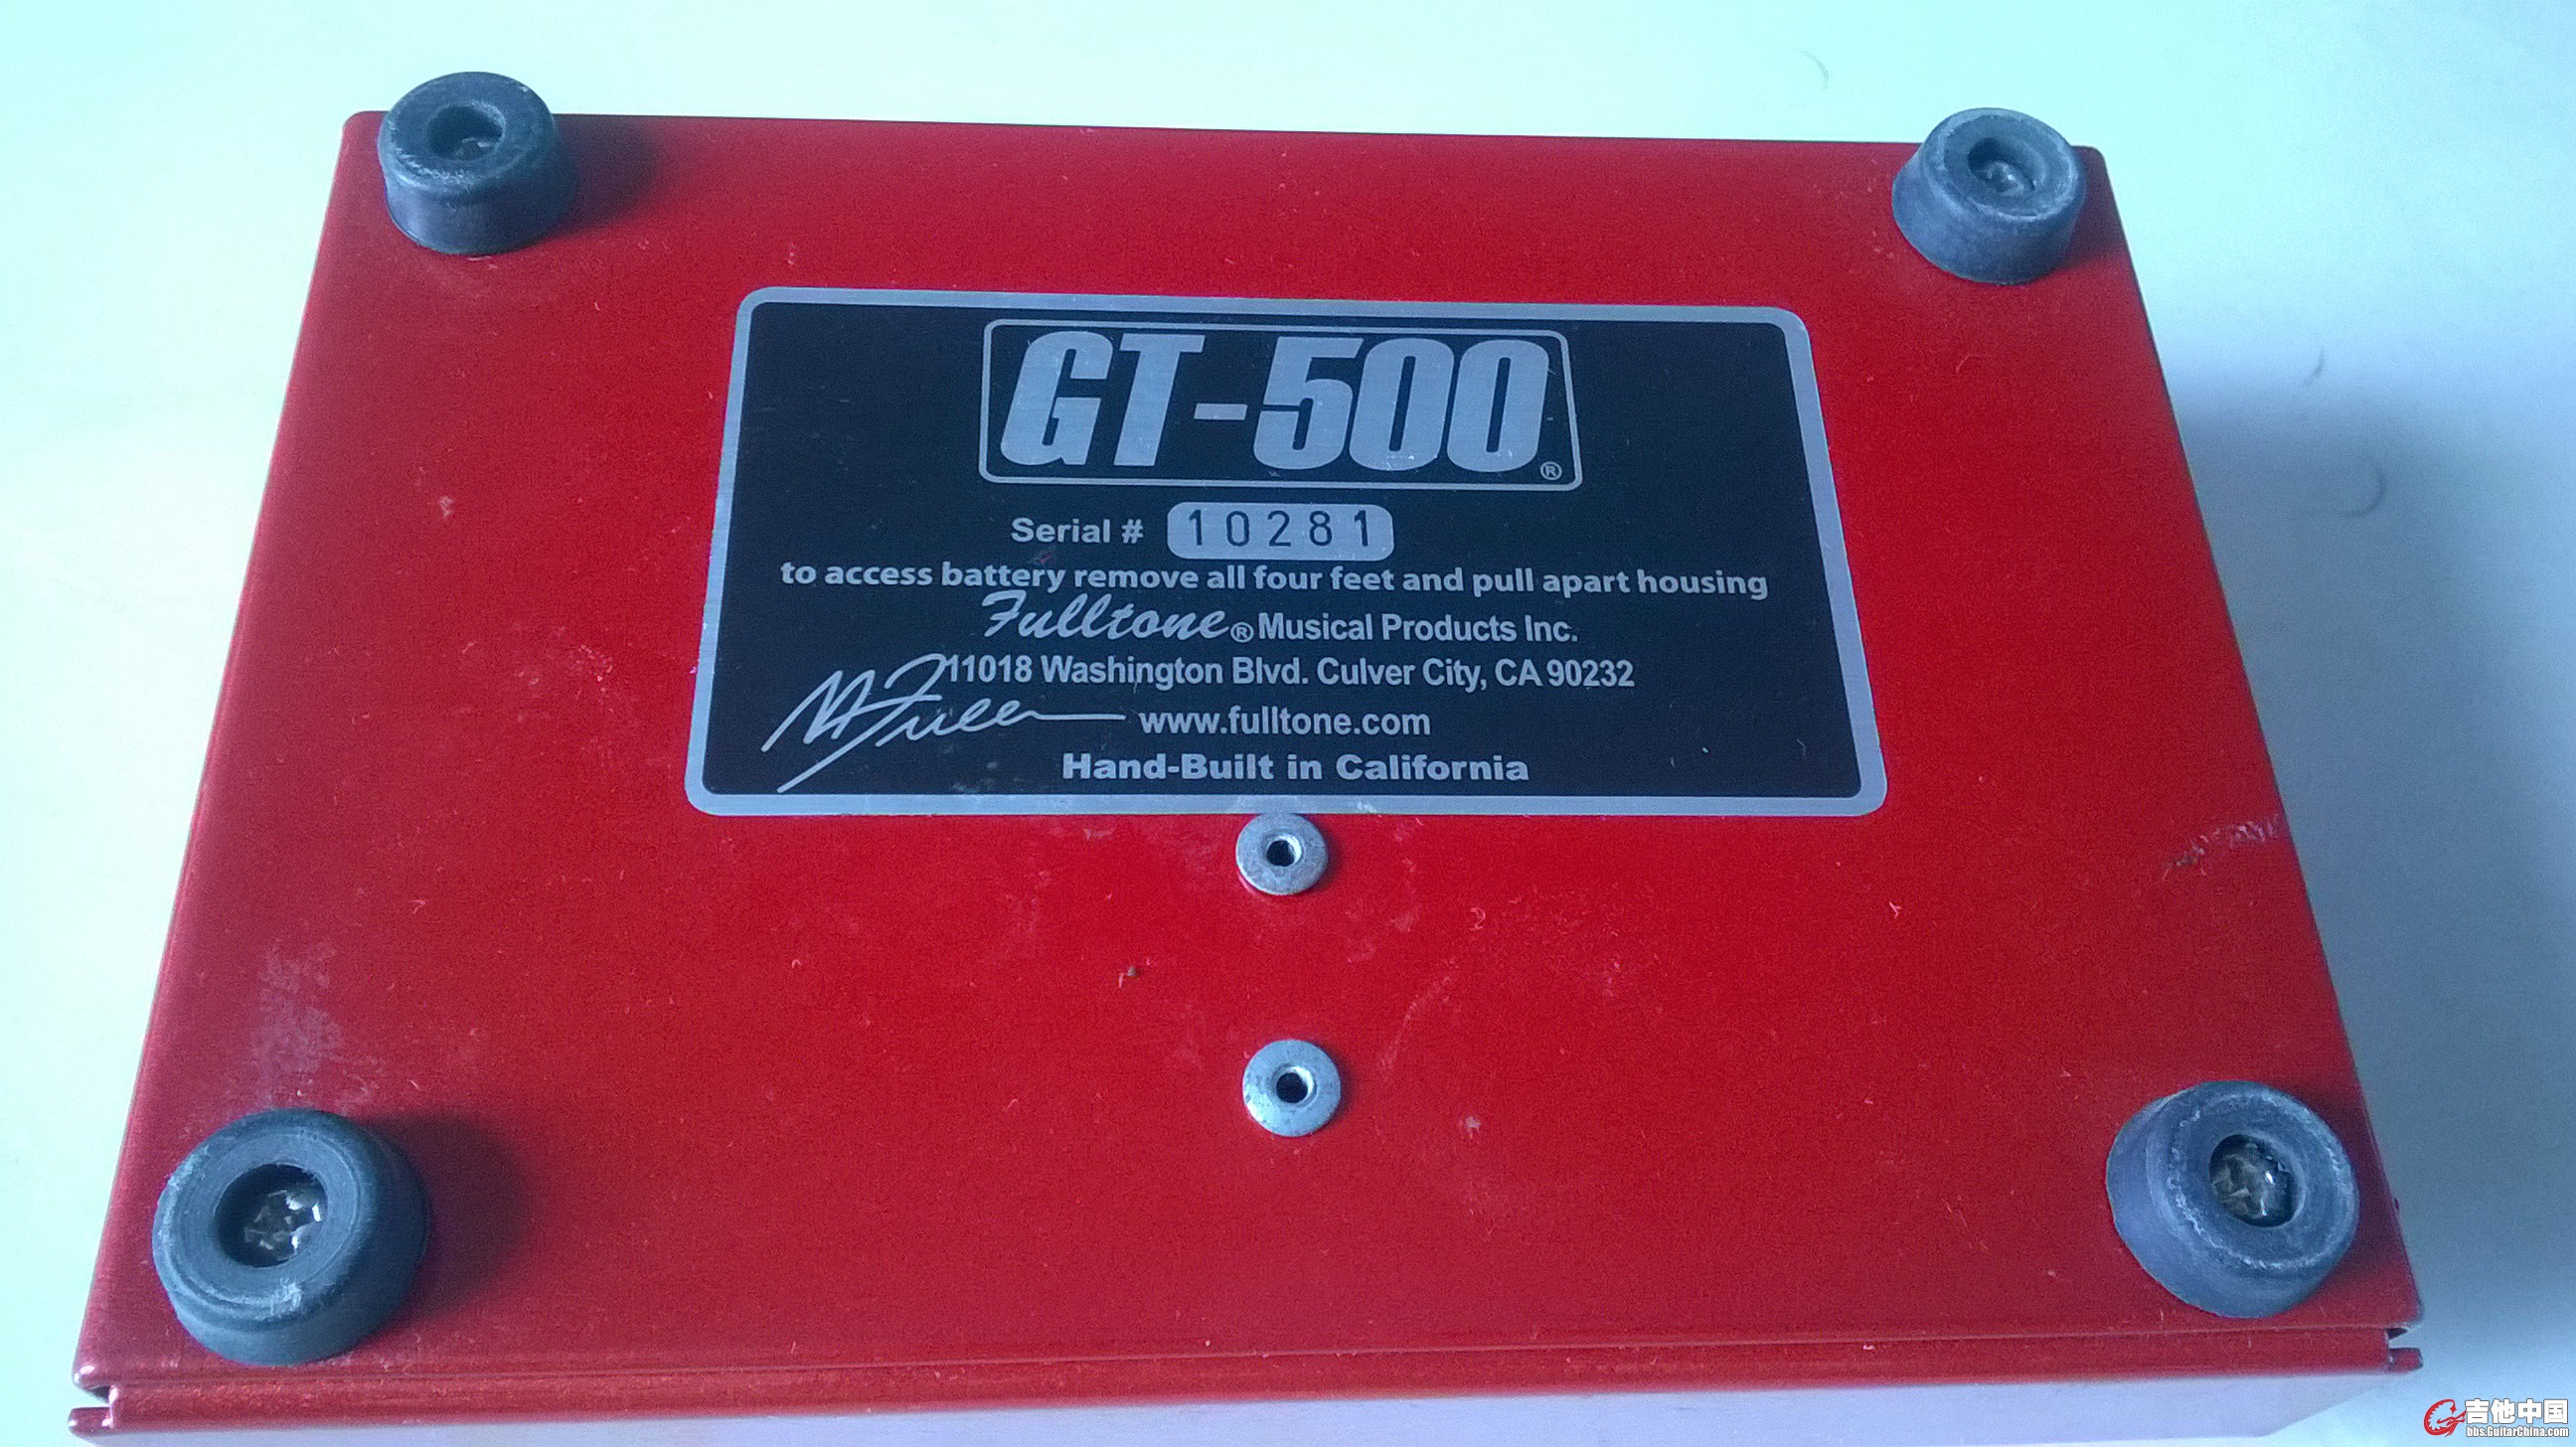 GT-500®
Serial # 10281
to access battery remove all four feet and pull apart housing
Fulltone® Musical Products Inc.
11018 Washington Blvd. Culver City, CA 90232
M Fuller www.fulltone.com
Hand-Built in California
吉他中国
bbs.GuitarChina.com